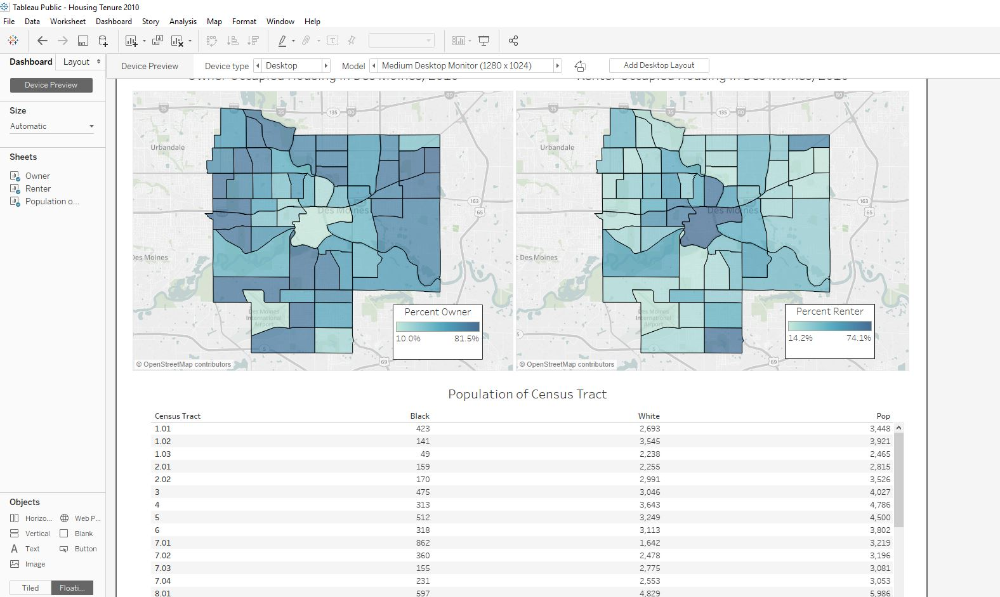 Tableau Public - Housing Tenure 2010
File Data Worksheet Dashboard Story Analysis Map Format Window Help
Dashboard Layout
Device Preview Device type Desktop Model Medium Desktop Monitor (1280 x 1024) Add Desktop Layout
Device Preview
Size
Automatic
Sheets
Owner
Renter
Population o...
Objects
Horizo... Web P...
Vertical Blank
Text Button
Image
Tiled Floati...
Owner Occupied Housing in Des Moines, 2010
Renter Occupied Housing in Des Moines, 2010
80
35
35
135
80
Urbandale
163
65
Des Moines
Des Moines
Des Moines
International
Airport
5
69
Percent Owner
10.0% 81.5%
© OpenStreetMap contributors
80
35
35
135
80
Urbandale
163
65
Des Moines
t Des Moines
Des Moines
International
Airport
5
69
Percent Renter
14.2% 74.1%
© OpenStreetMap contributors
Population of Census Tract
Census Tract Black White Pop
1.01 423 2,693 3,448
1.02 141 3,545 3,921
1.03 49 2,238 2,465
2.01 159 2,255 2,815
2.02 170 2,991 3,526
3 475 3,046 4,027
4 313 3,643 4,786
5 512 3,249 4,500
6 318 3,113 3,802
7.01 862 1,642 3,219
7.02 360 2,478 3,196
7.03 155 2,775 3,081
7.04 231 2,553 3,053
8.01 597 4,829 5,986